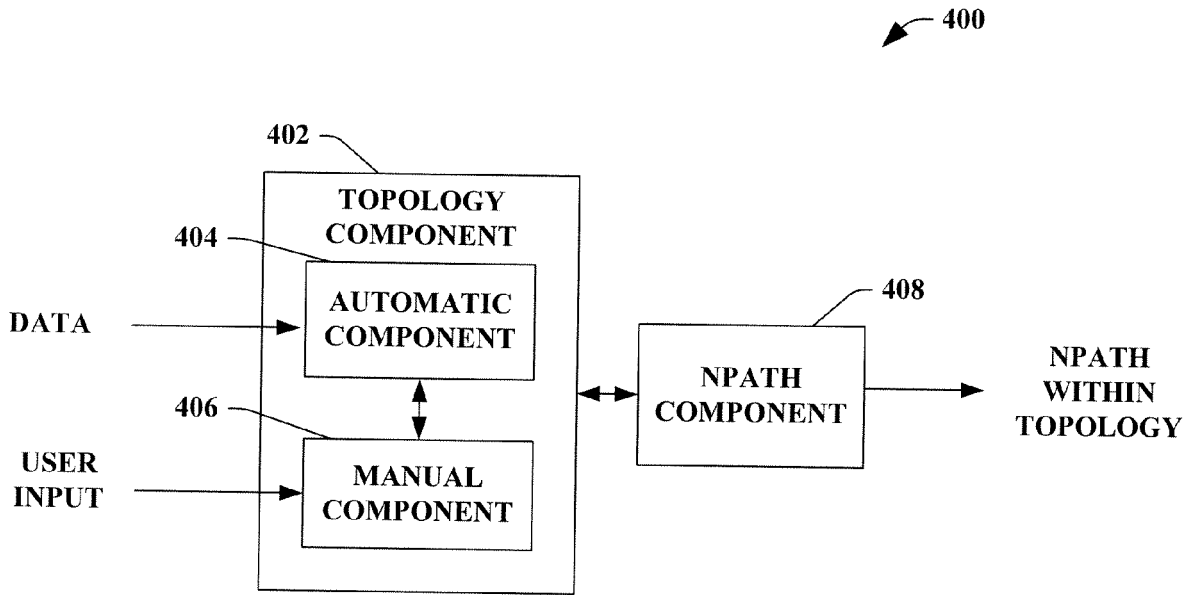 400
402
TOPOLOGY
COMPONENT
404
AUTOMATIC
COMPONENT
DATA
408
NPATH
COMPONENT
NPATH
WITHIN
TOPOLOGY
406
MANUAL
COMPONENT
USER
INPUT